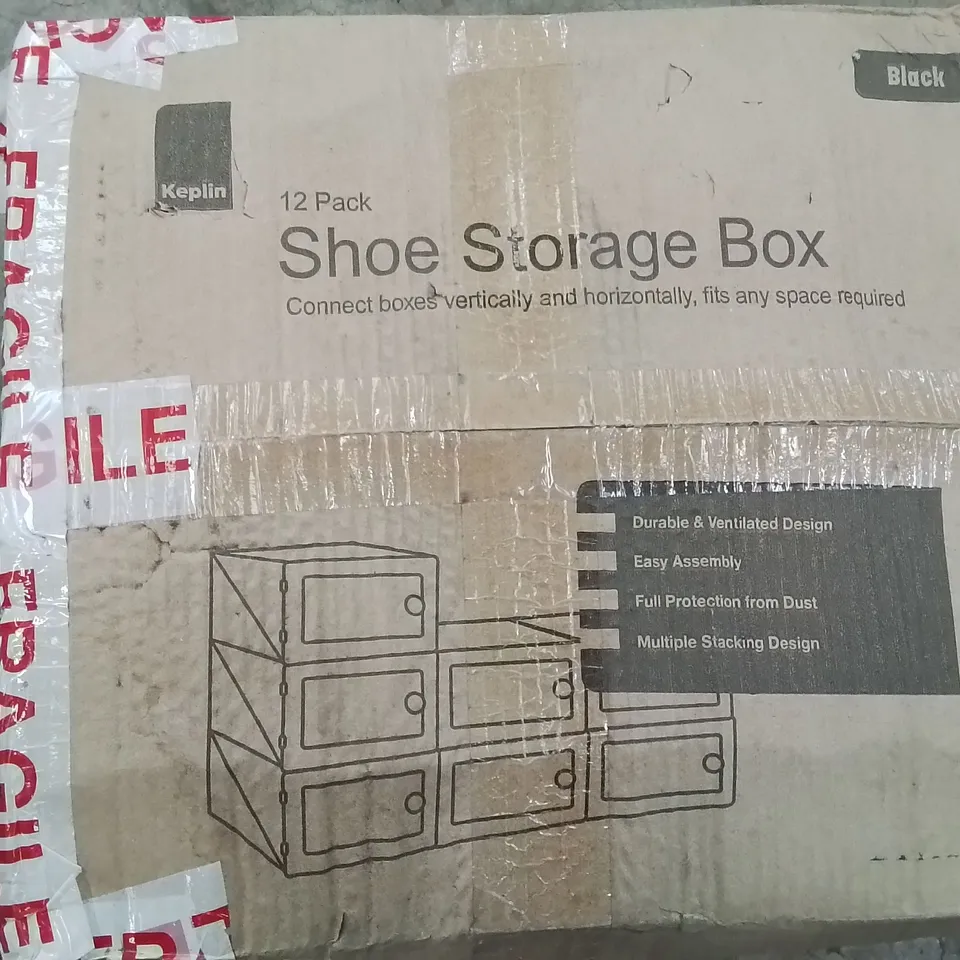 Black
Keplin
12 Pack
Shoe Storage Box
Connect boxes vertically and horizontally, fits any space required
GILE
Durable & Ventilated Design
Easy Assembly
Full Protection from Dust
Multiple Stacking Design
FRAGILE
FRAGILE